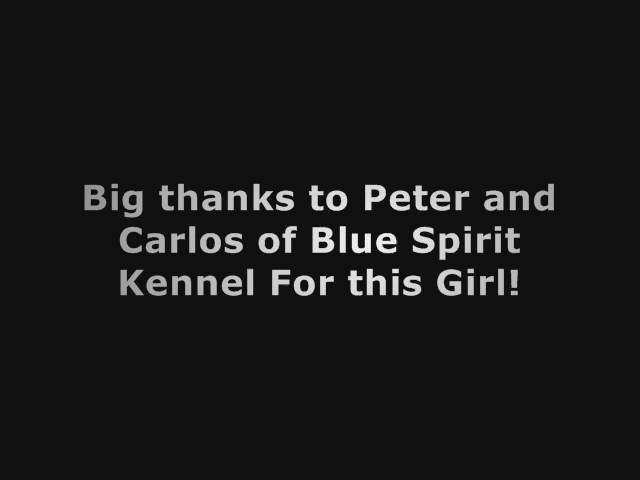 Big thanks to Peter and
Carlos of Blue Spirit
Kennel For this Girl!